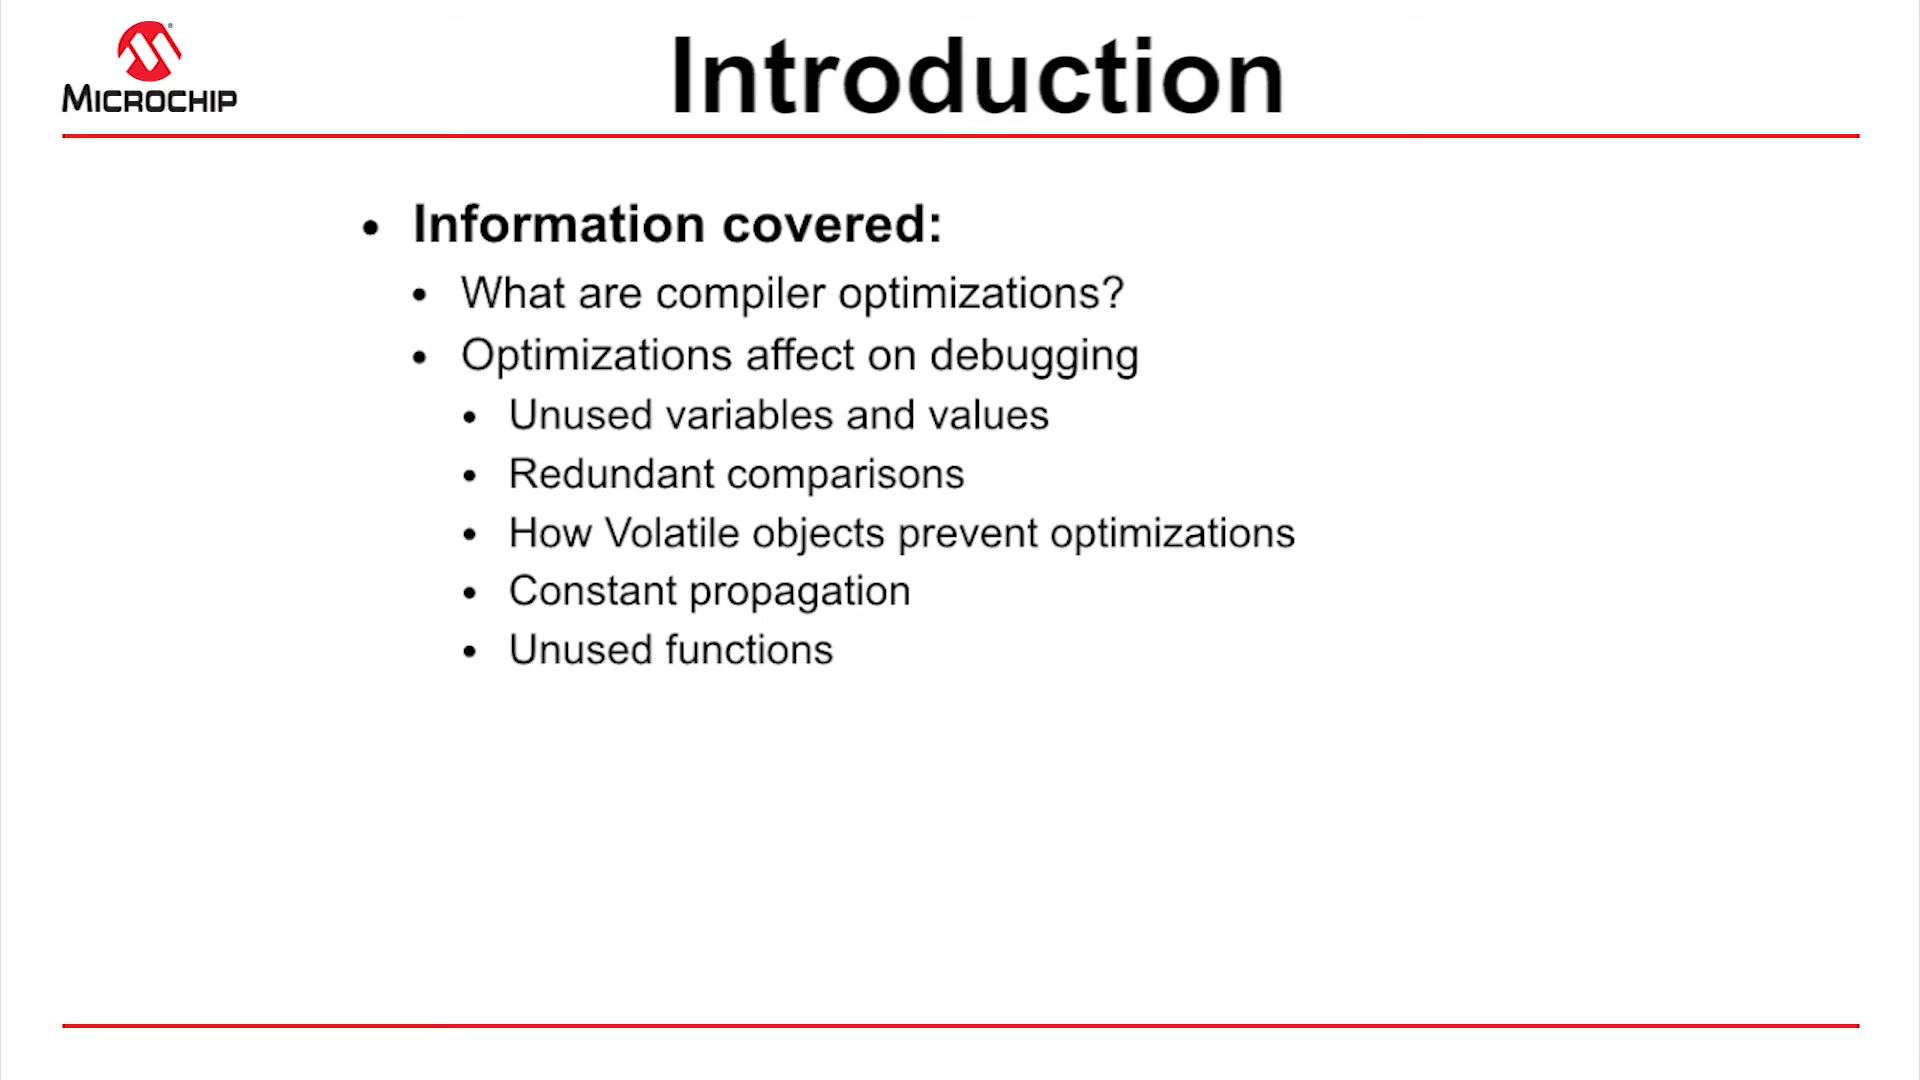 MICROCHIP
Introduction
• Information covered:
• What are compiler optimizations?
• Optimizations affect on debugging
• Unused variables and values
• Redundant comparisons
• How Volatile objects prevent optimizations
• Constant propagation
• Unused functions